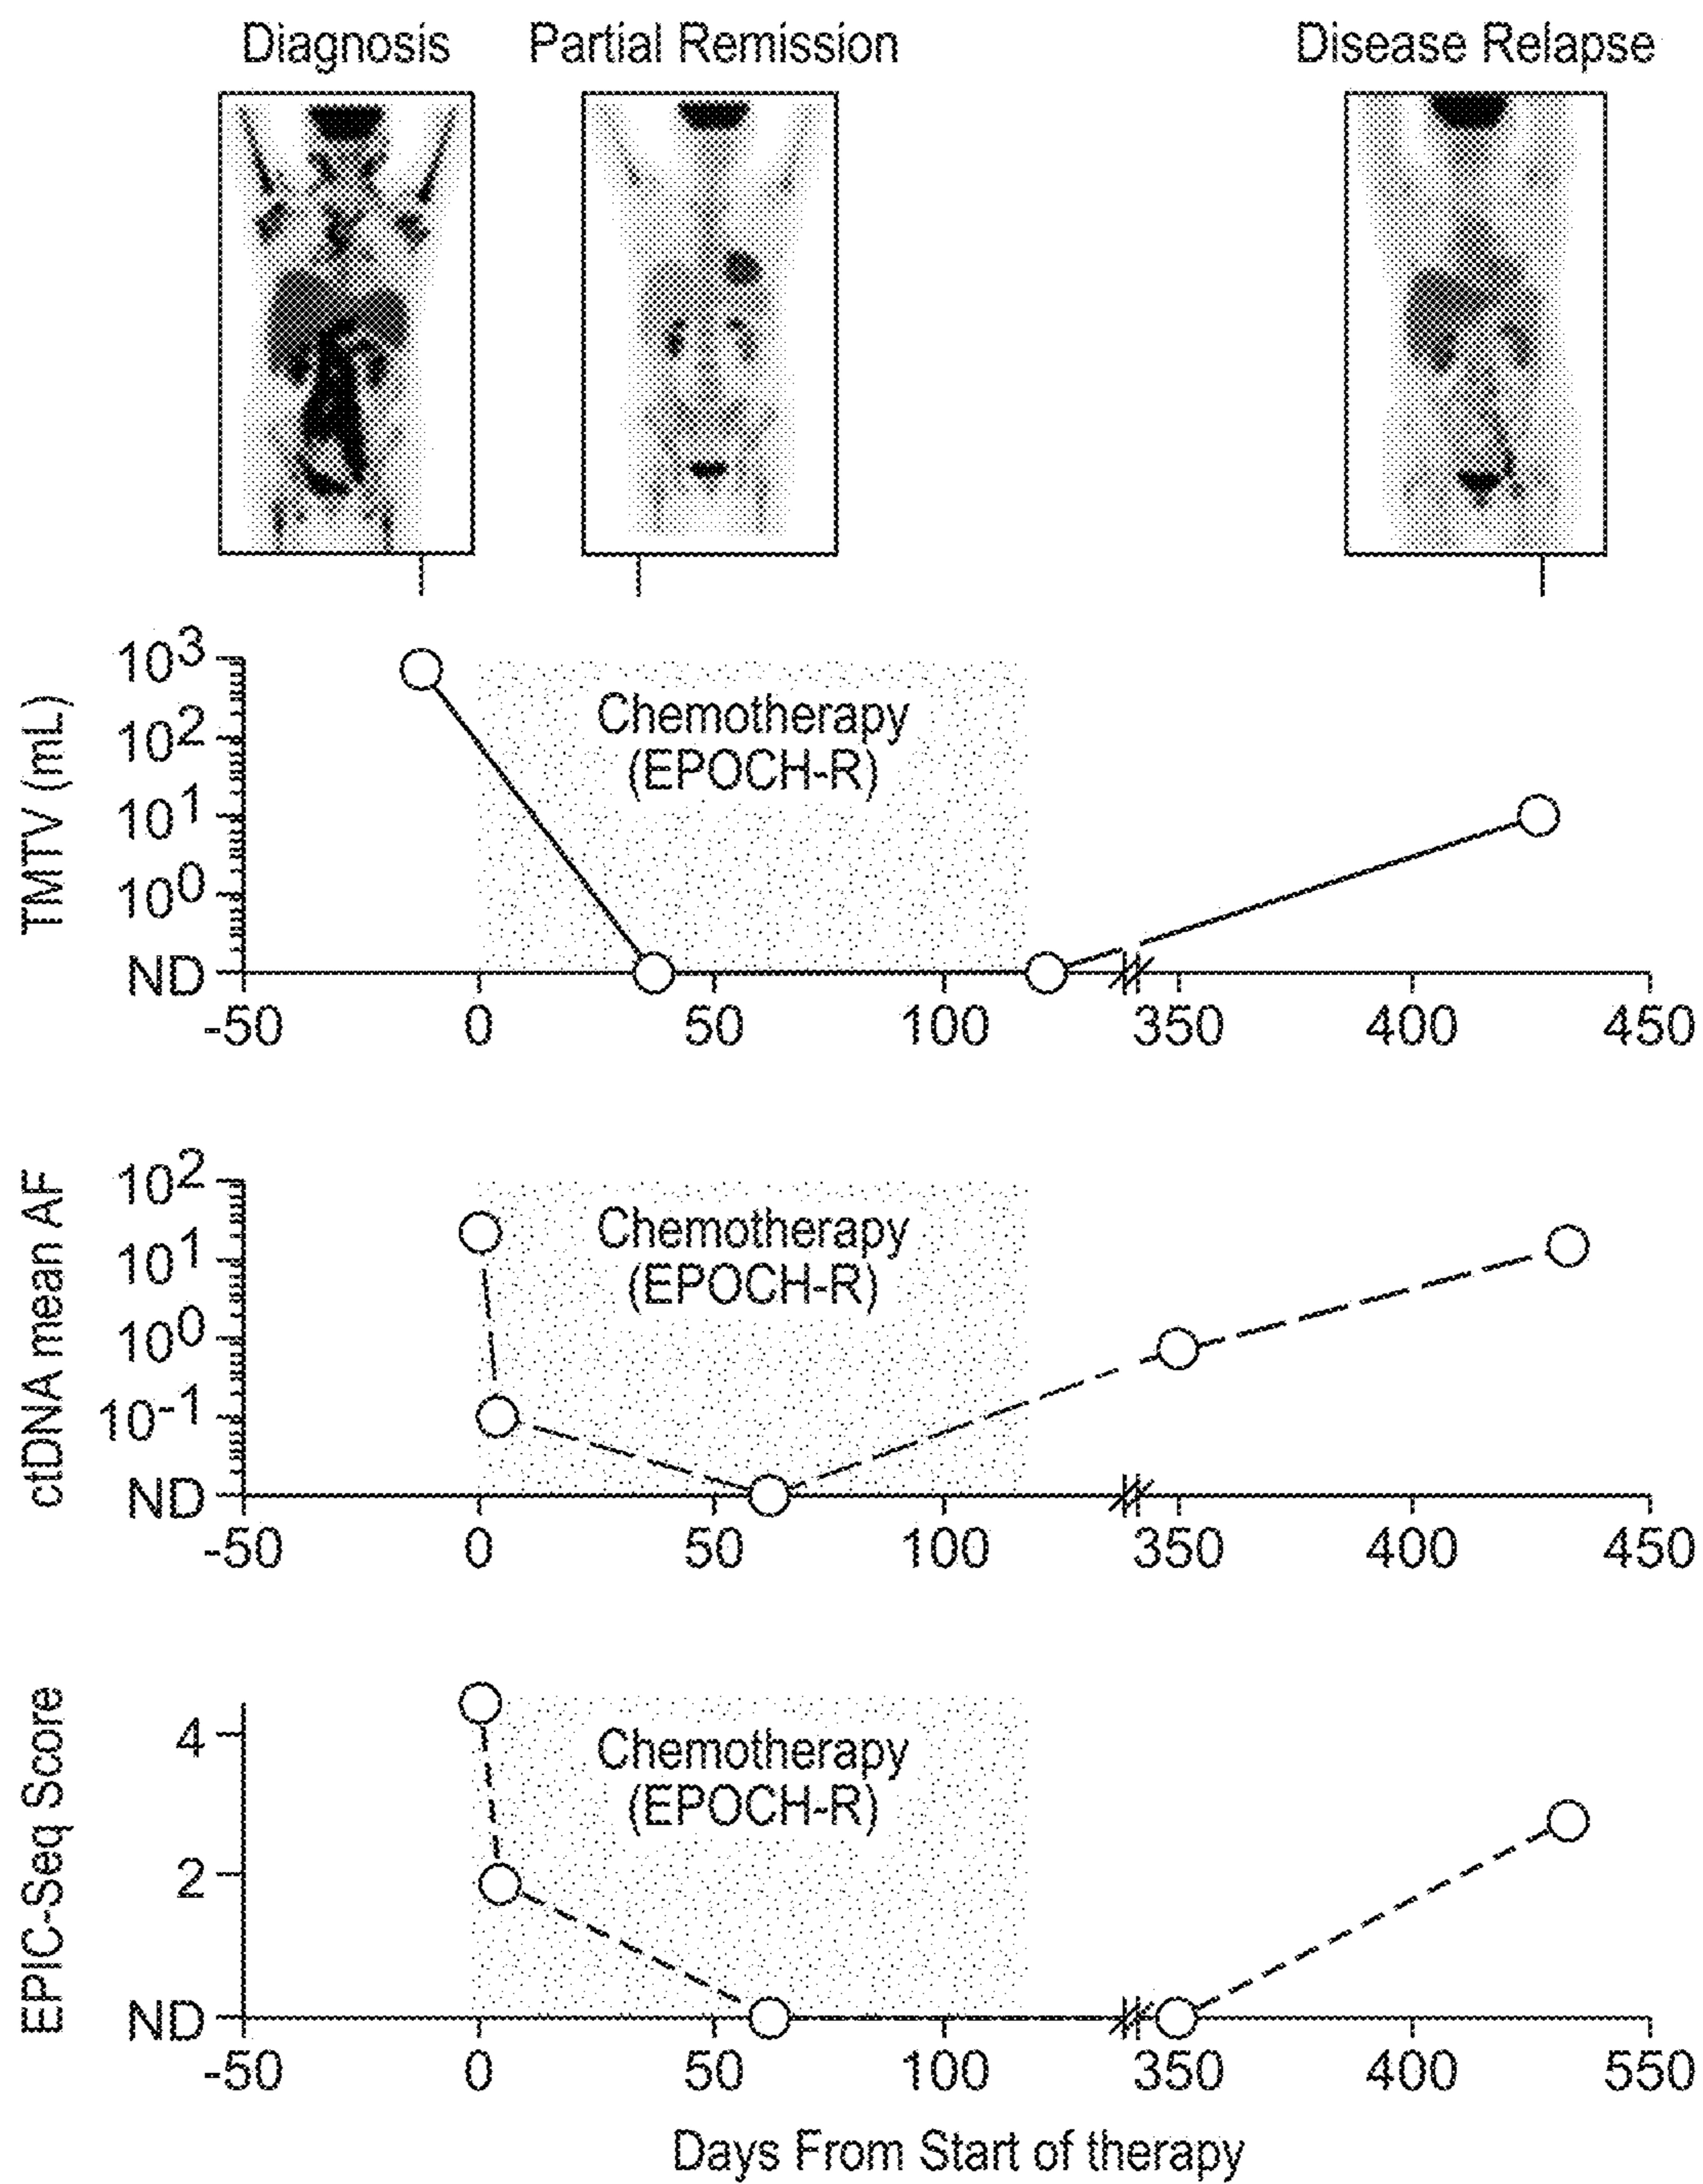 Diagnosis
Partial Remission
Disease Relapse
TMTV (mL)
10³
10²
10¹
10⁰
ND
Chemotherapy
(EPOCH-R)
-50 0 50 100 350 400 450
ctDNA mean AF
10²
10¹
10⁰
10⁻¹
ND
Chemotherapy
(EPOCH-R)
-50 0 50 100 350 400 450
EPIC-Seq Score
4
2
ND
Chemotherapy
(EPOCH-R)
-50 0 50 100 350 400 550
Days From Start of therapy